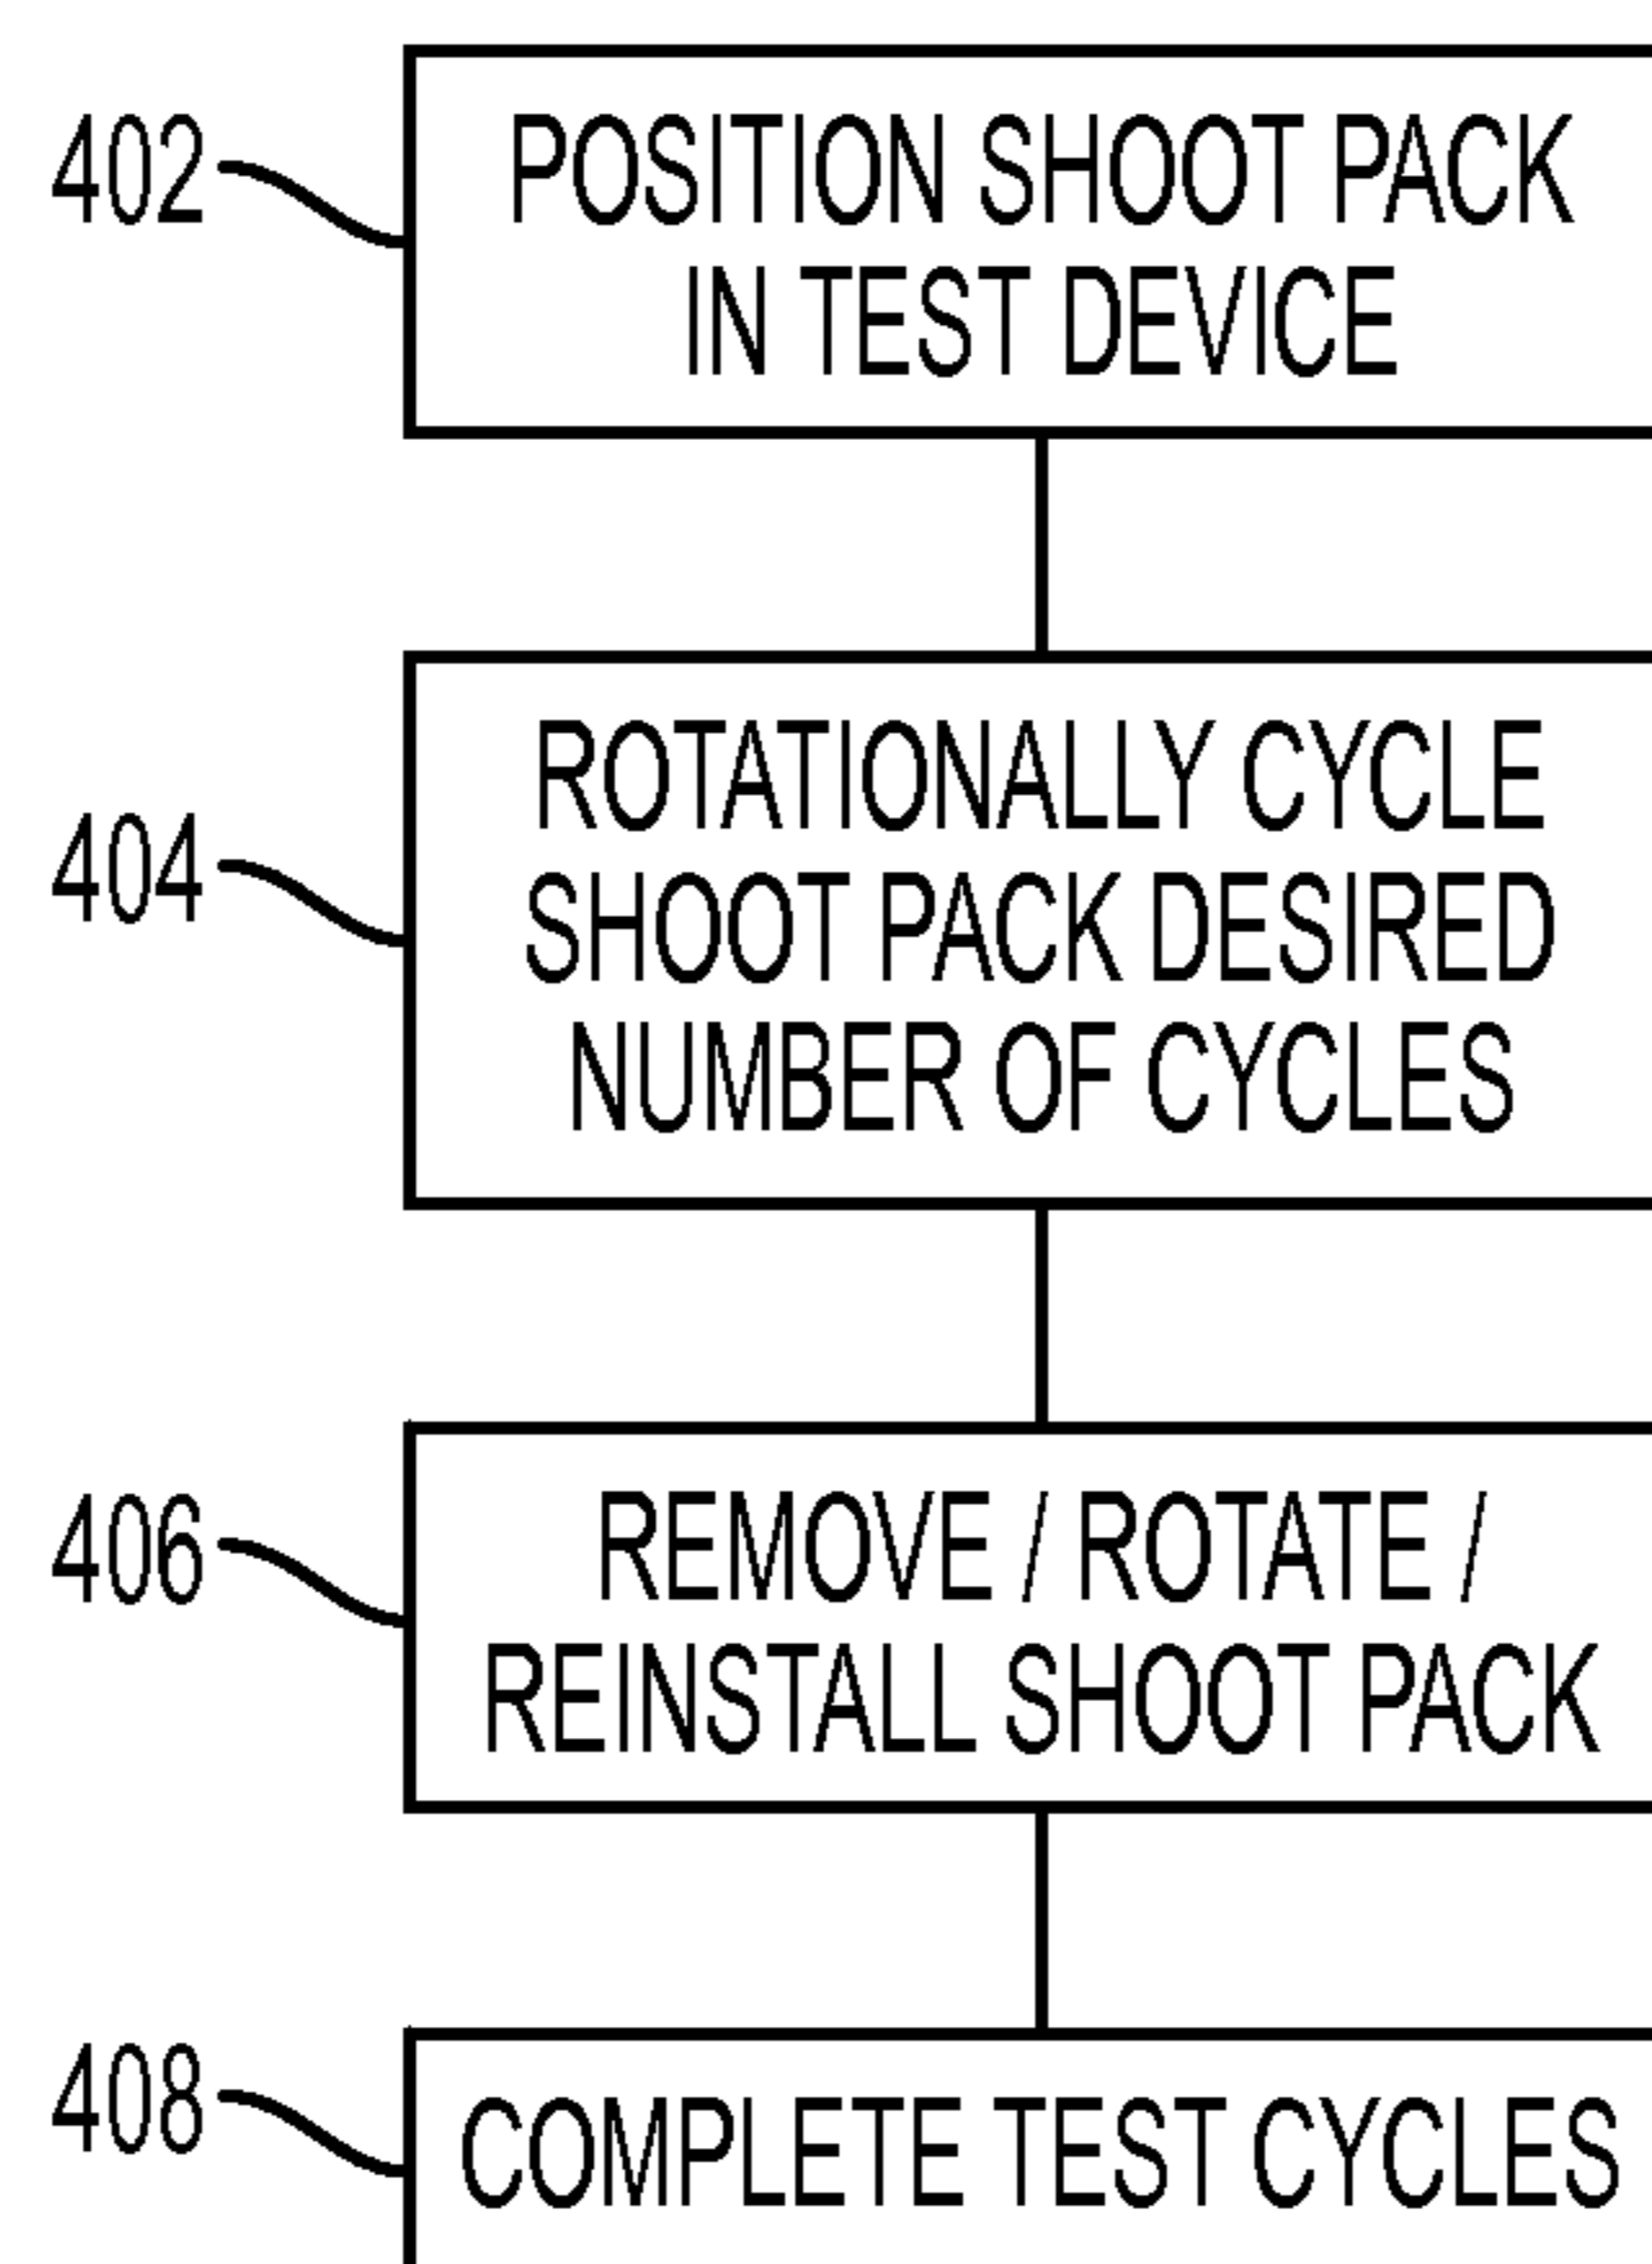 402
POSITION SHOOT PACK
IN TEST DEVICE
404
ROTATIONALLY CYCLE
SHOOT PACK DESIRED
NUMBER OF CYCLES
406
REMOVE / ROTATE /
REINSTALL SHOOT PACK
408
COMPLETE TEST CYCLES